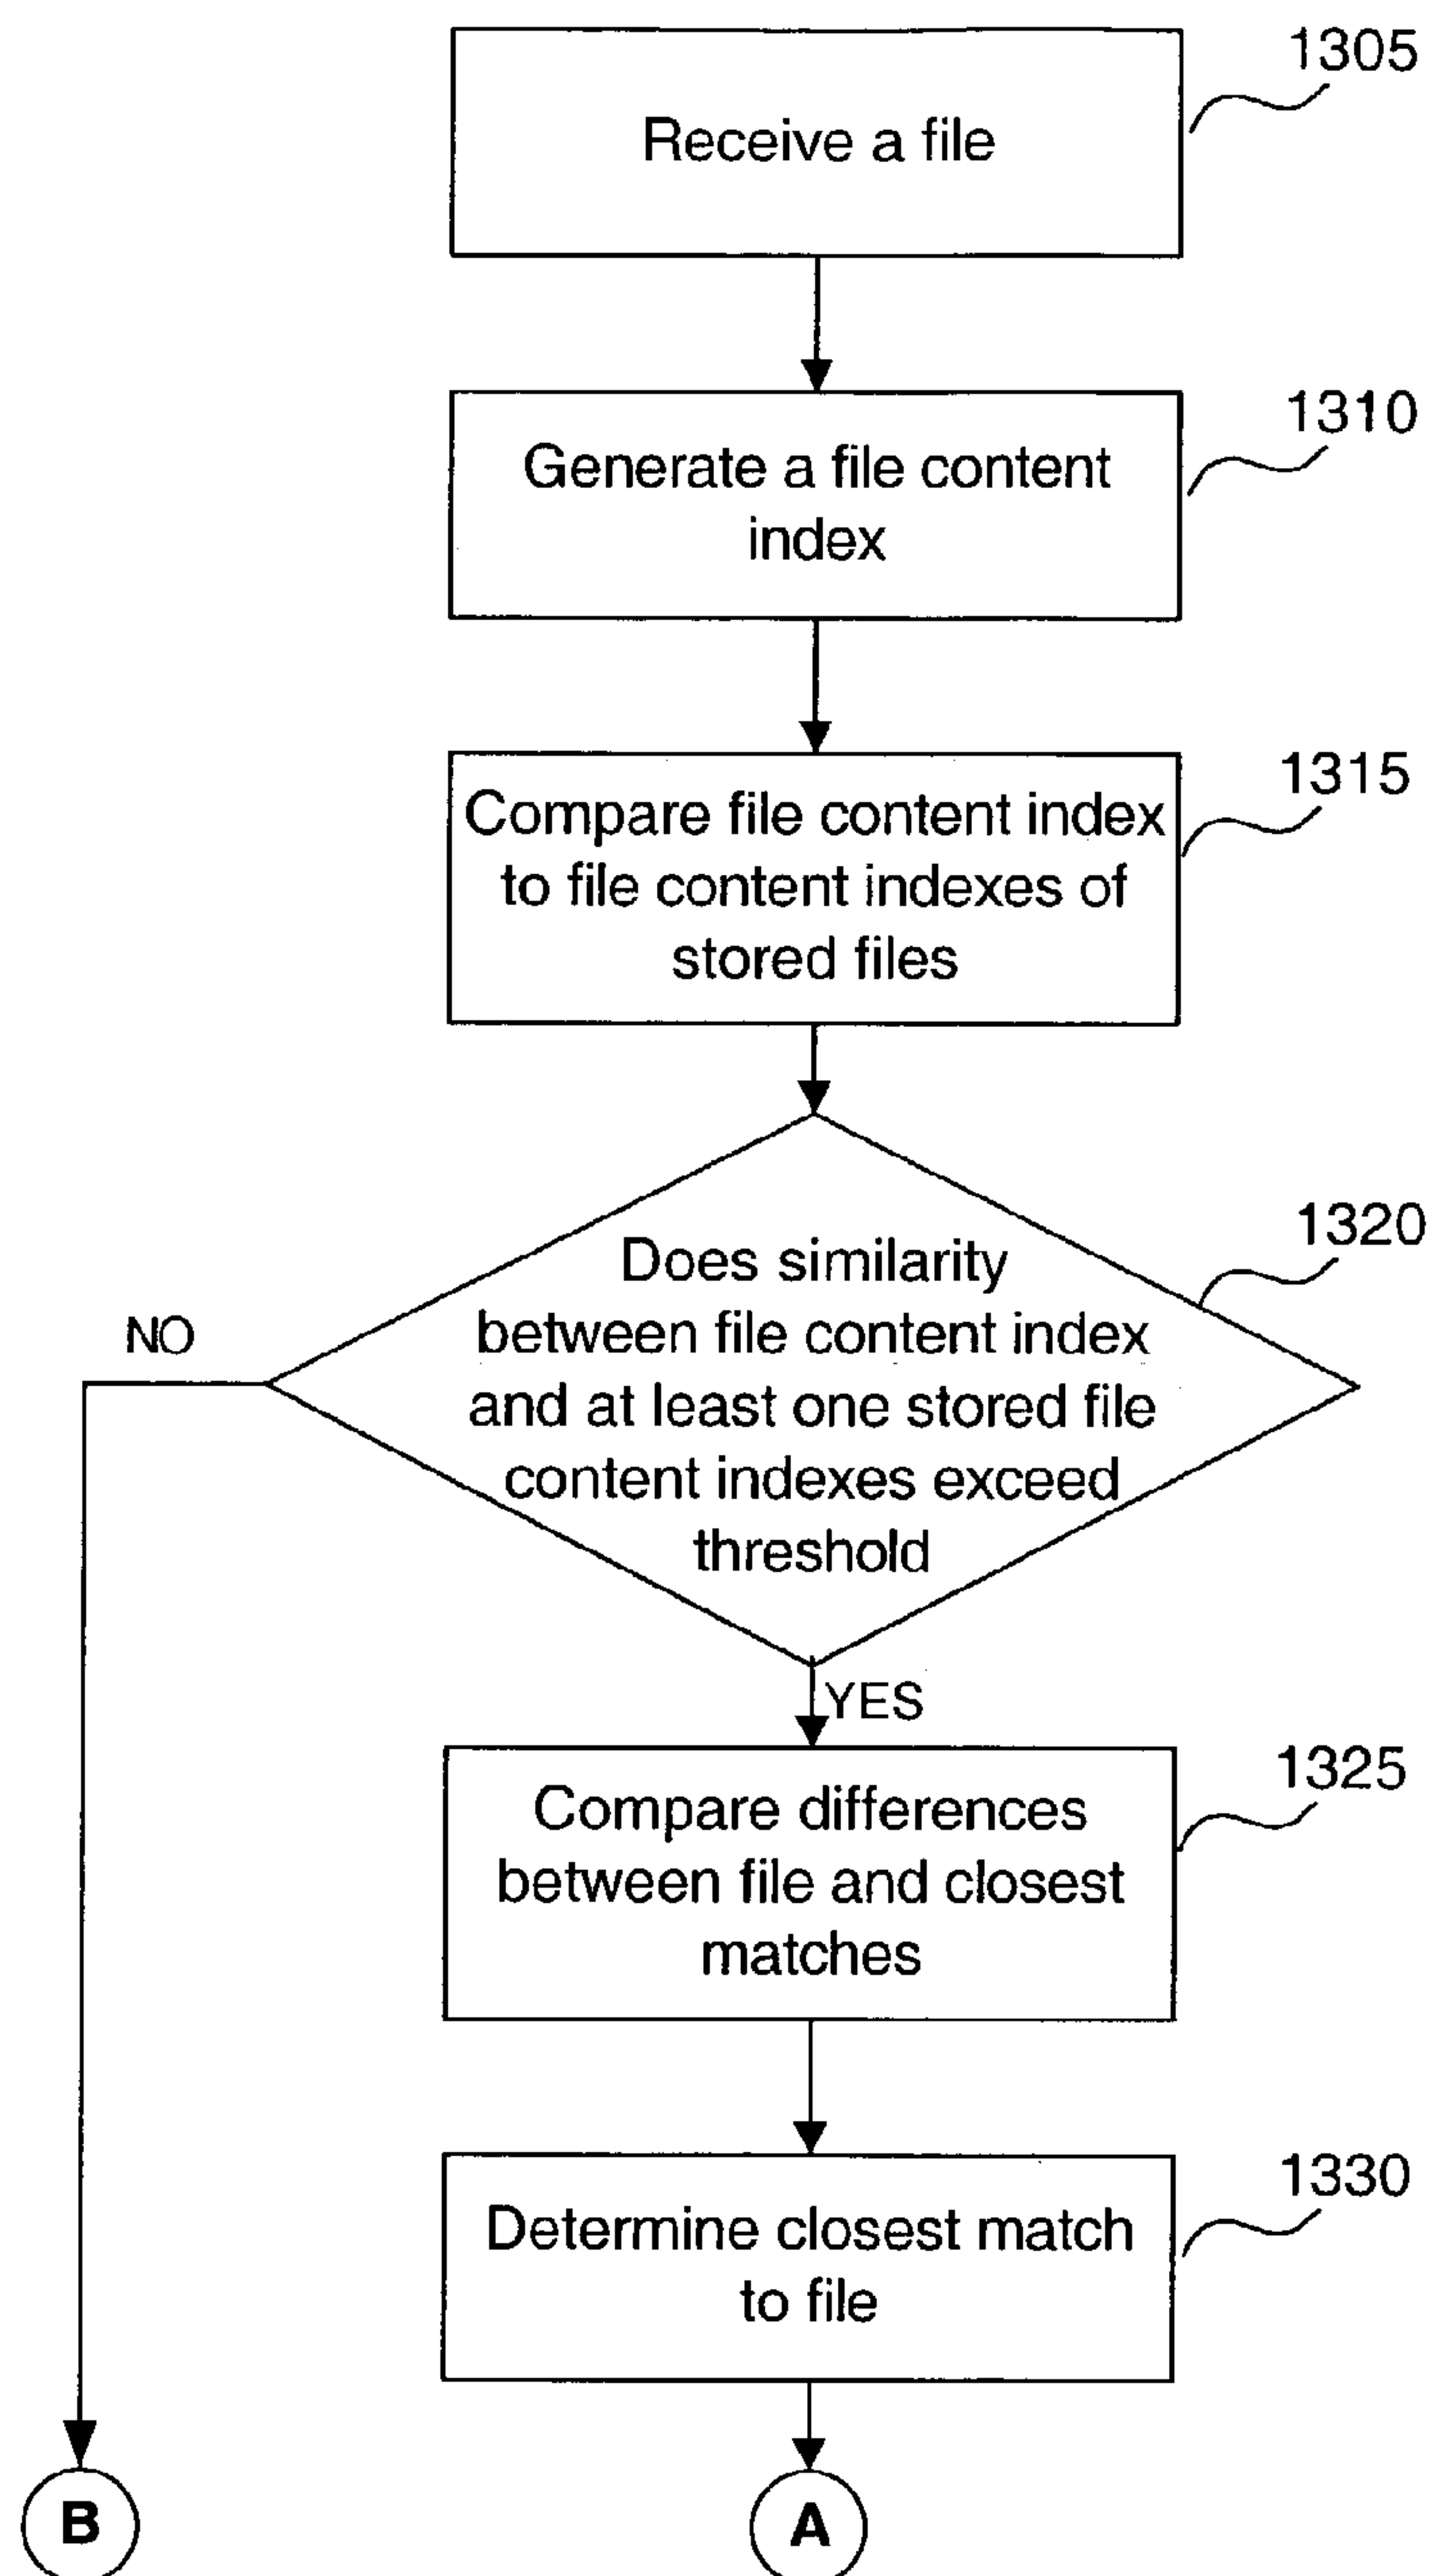 1305
Receive a file
1310
Generate a file content
index
1315
Compare file content index
to file content indexes of
stored files
1320
Does similarity
between file content index
and at least one stored file
content indexes exceed
threshold
NO
YES
1325
Compare differences
between file and closest
matches
1330
Determine closest match
to file
B
A